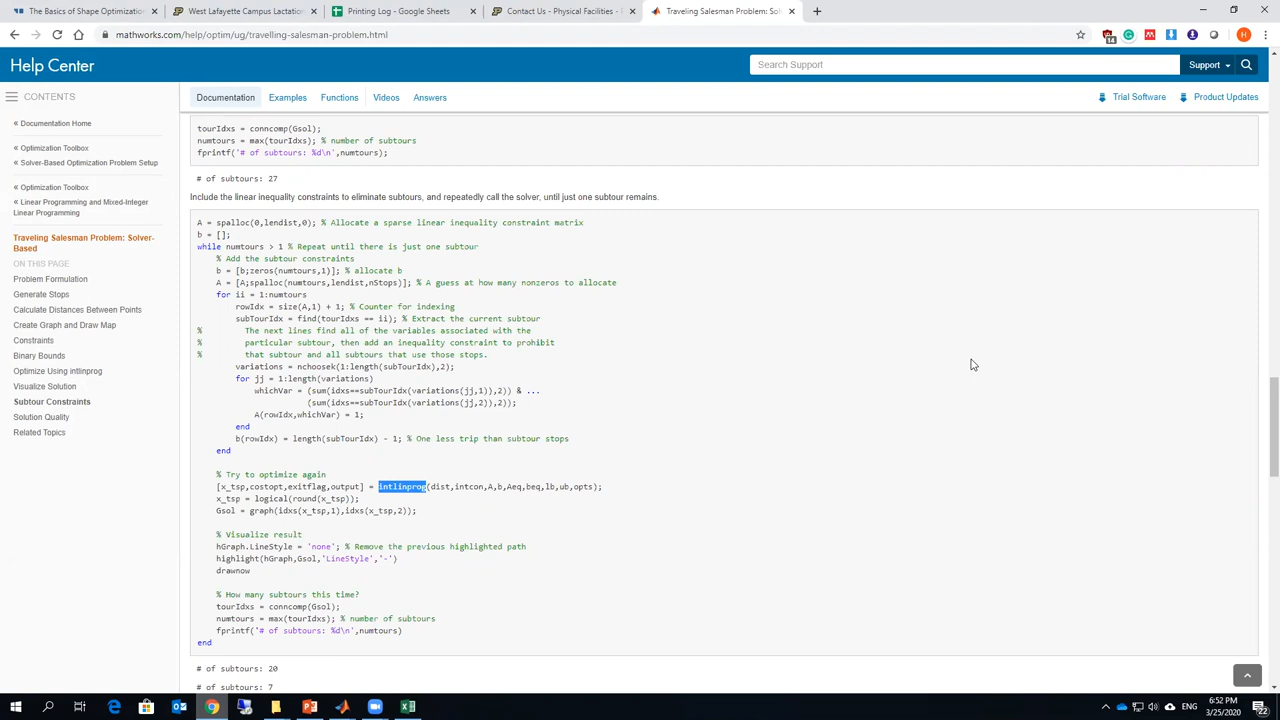 The Basics of Shape Optimization
West Lafayette Campus Lactation
Printing Log - Google Sheets
Contact Us - Physical Facilities -
Traveling Salesman Problem: Sol
mathworks.com/help/optim/ug/travelling-salesman-problem.html
14
H
Help Center
Search Support
Support
CONTENTS
Documentation Examples Functions Videos Answers
Trial Software Product Updates
« Documentation Home
« Optimization Toolbox
« Solver-Based Optimization Problem Setup
« Optimization Toolbox
« Linear Programming and Mixed-Integer
Linear Programming
Traveling Salesman Problem: Solver-
Based
ON THIS PAGE
Problem Formulation
Generate Stops
Calculate Distances Between Points
Create Graph and Draw Map
Constraints
Binary Bounds
Optimize Using intlinprog
Visualize Solution
Subtour Constraints
Solution Quality
Related Topics
tourIdxs = conncomp(Gsol);
numtours = max(tourIdxs); % number of subtours
fprintf('# of subtours: %d\n',numtours);
# of subtours: 27
Include the linear inequality constraints to eliminate subtours, and repeatedly call the solver, until just one subtour remains.
A = spalloc(0,lendist,0); % Allocate a sparse linear inequality constraint matrix
b = [];
while numtours > 1 % Repeat until there is just one subtour
% Add the subtour constraints
b = [b;zeros(numtours,1)]; % allocate b
A = [A;spalloc(numtours,lendist,nStops)]; % A guess at how many nonzeros to allocate
for ii = 1:numtours
rowIdx = size(A,1) + 1; % Counter for indexing
subTourIdx = find(tourIdxs == ii); % Extract the current subtour
% The next lines find all of the variables associated with the
% particular subtour, then add an inequality constraint to prohibit
% that subtour and all subtours that use those stops.
variations = nchoosek(1:length(subTourIdx),2);
for jj = 1:length(variations)
whichVar = (sum(idxs==subTourIdx(variations(jj,1)),2)) & ...
(sum(idxs==subTourIdx(variations(jj,2)),2));
A(rowIdx,whichVar) = 1;
end
b(rowIdx) = length(subTourIdx) - 1; % One less trip than subtour stops
end
% Try to optimize again
[x_tsp,costopt,exitflag,output] = intlinprog(dist,intcon,A,b,Aeq,beq,lb,ub,opts);
x_tsp = logical(round(x_tsp));
Gsol = graph(idxs(x_tsp,1),idxs(x_tsp,2));
% Visualize result
hGraph.LineStyle = 'none'; % Remove the previous highlighted path
highlight(hGraph,Gsol,'LineStyle','-')
drawnow
% How many subtours this time?
tourIdxs = conncomp(Gsol);
numtours = max(tourIdxs); % number of subtours
fprintf('# of subtours: %d\n',numtours)
end
# of subtours: 20
# of subtours: 7
ENG
6:52 PM
3/25/2020
22